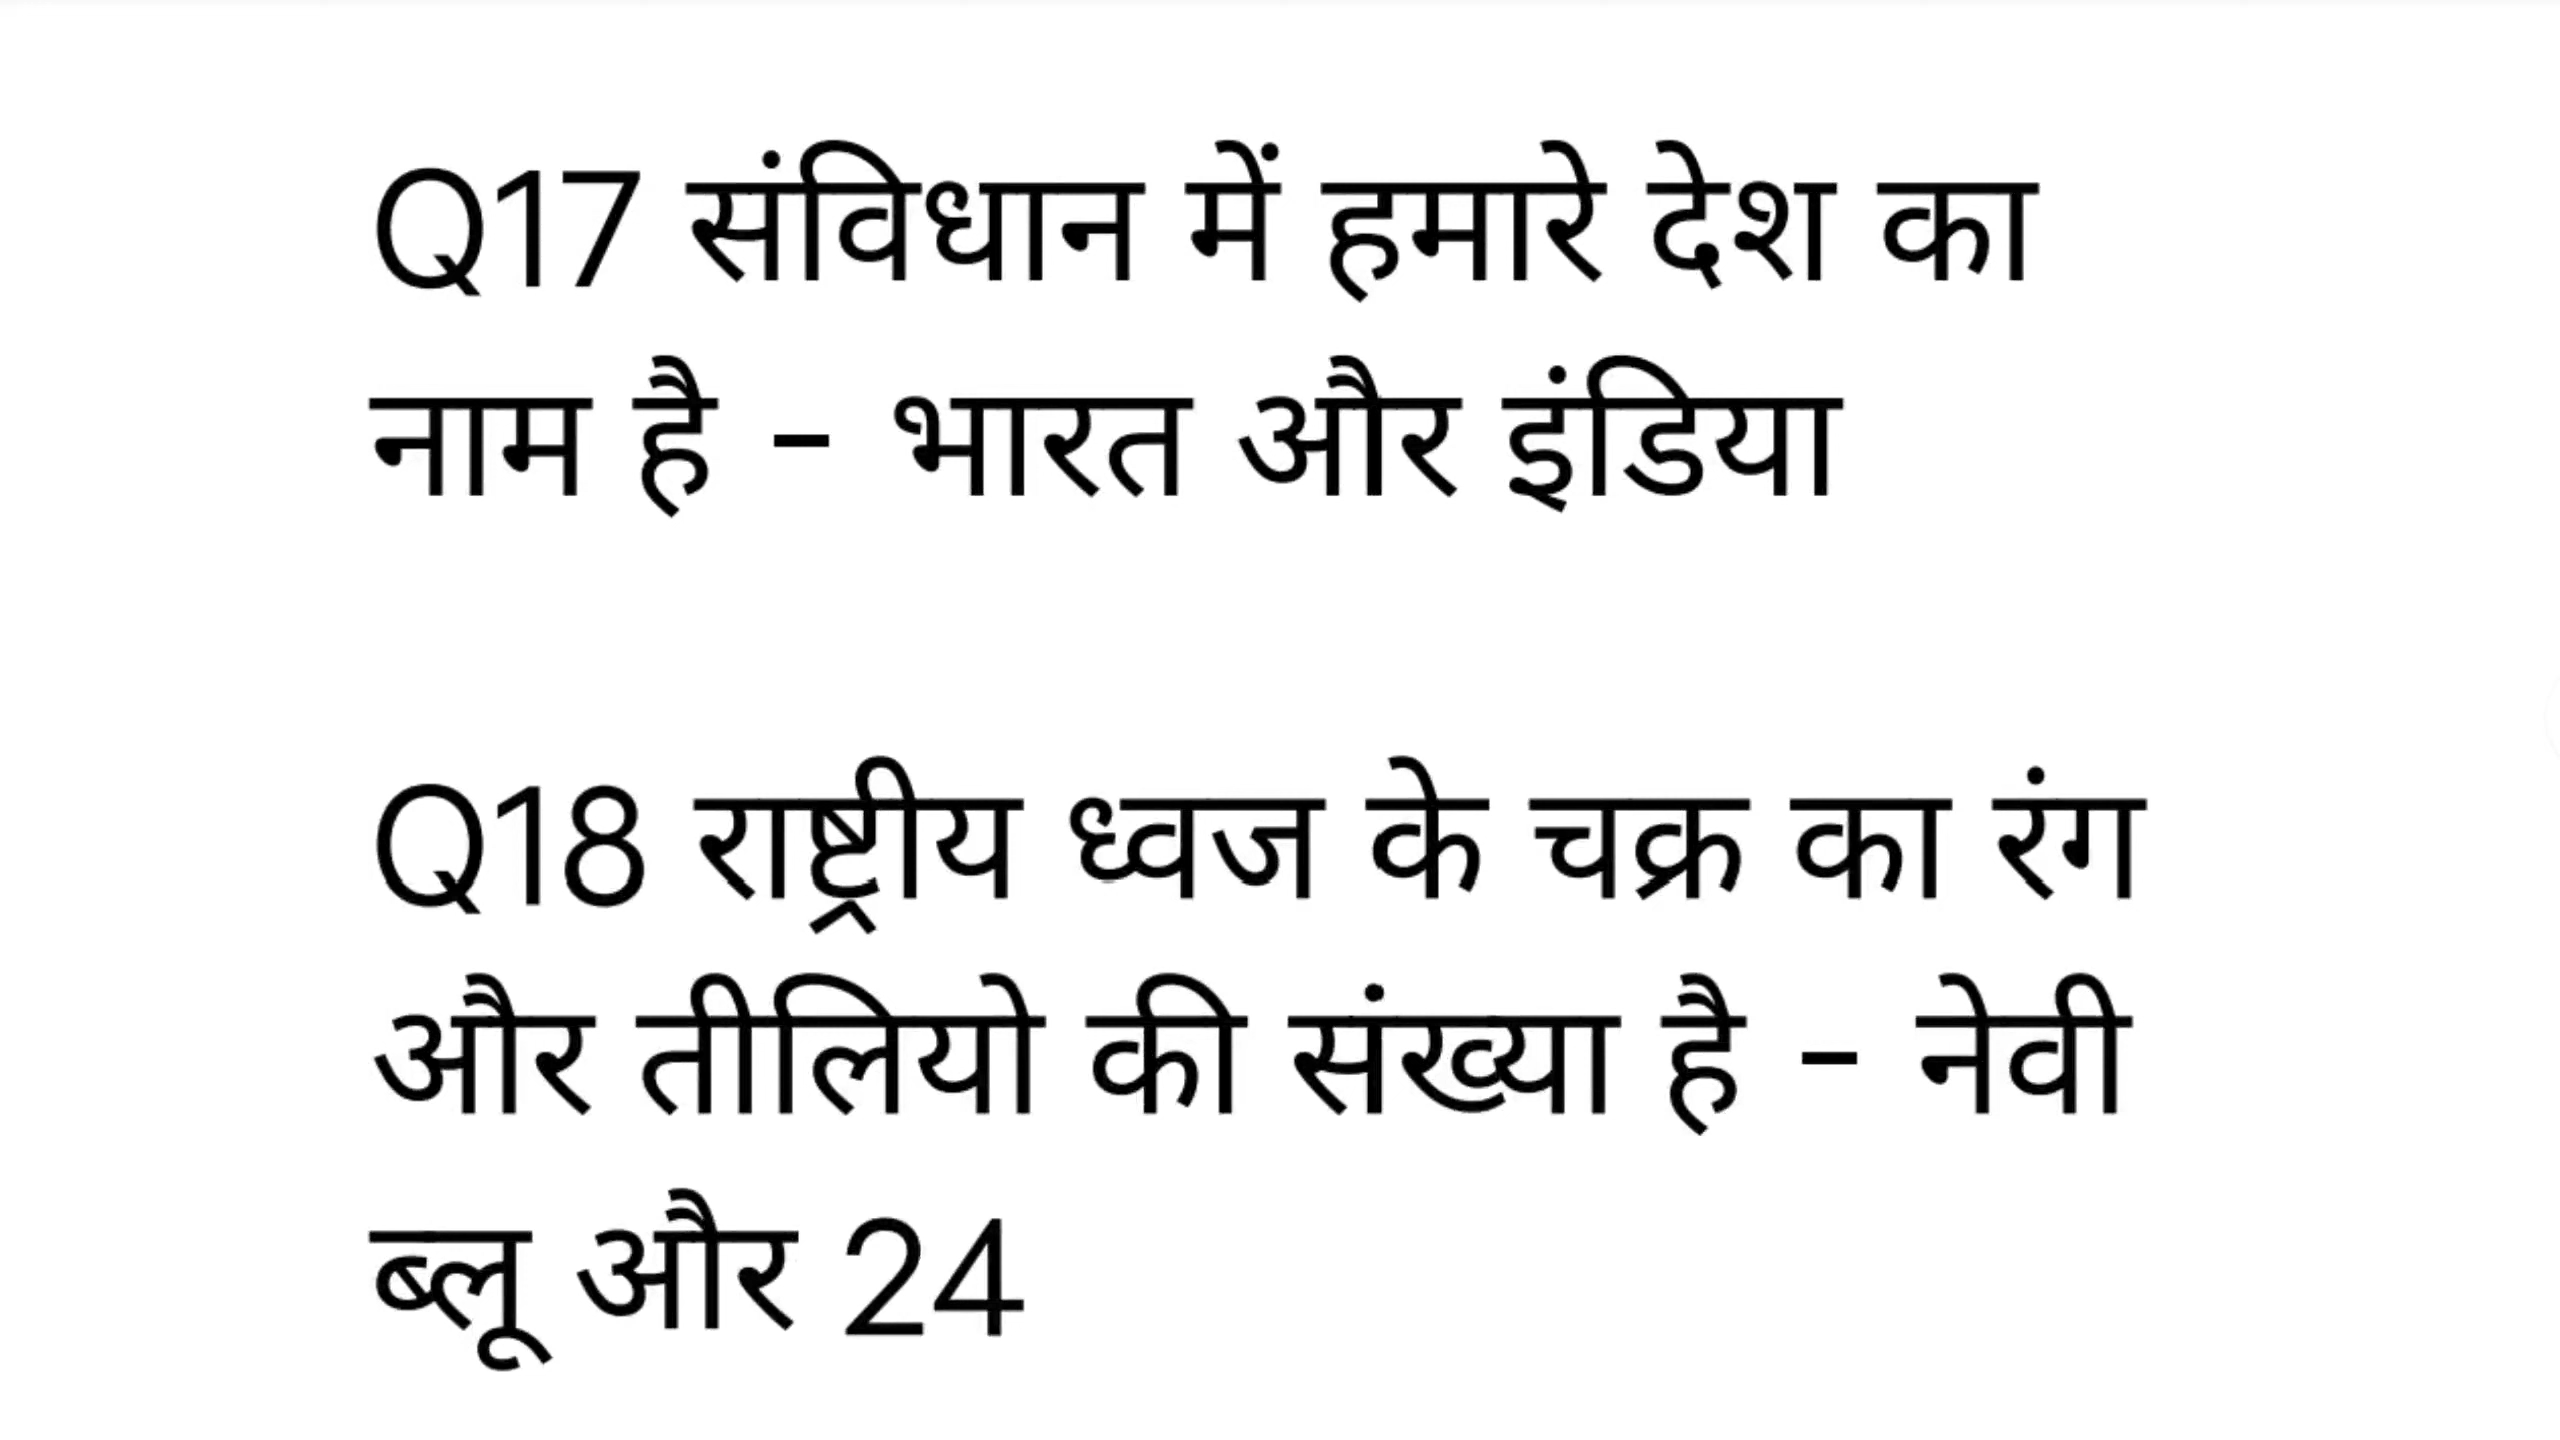 Q17 संविधान में हमारे देश का
नाम है - भारत और इंडिया
Q18 राष्ट्रीय ध्वज के चक्र का रंग
और तीलियो की संख्या है - नेवी
ब्लू और 24